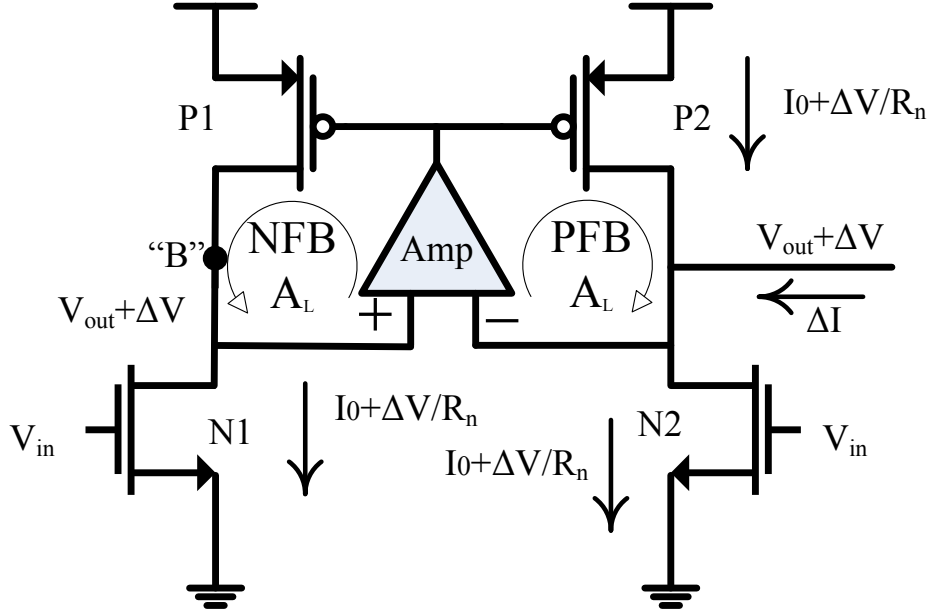 P1
P2
I0+ΔV/Rn
"B"
NFB
AL
Amp
PFB
AL
Vout+ΔV
Vout+ΔV
+
−
ΔI
I0+ΔV/Rn
Vin
N1
I0+ΔV/Rn
N2
Vin